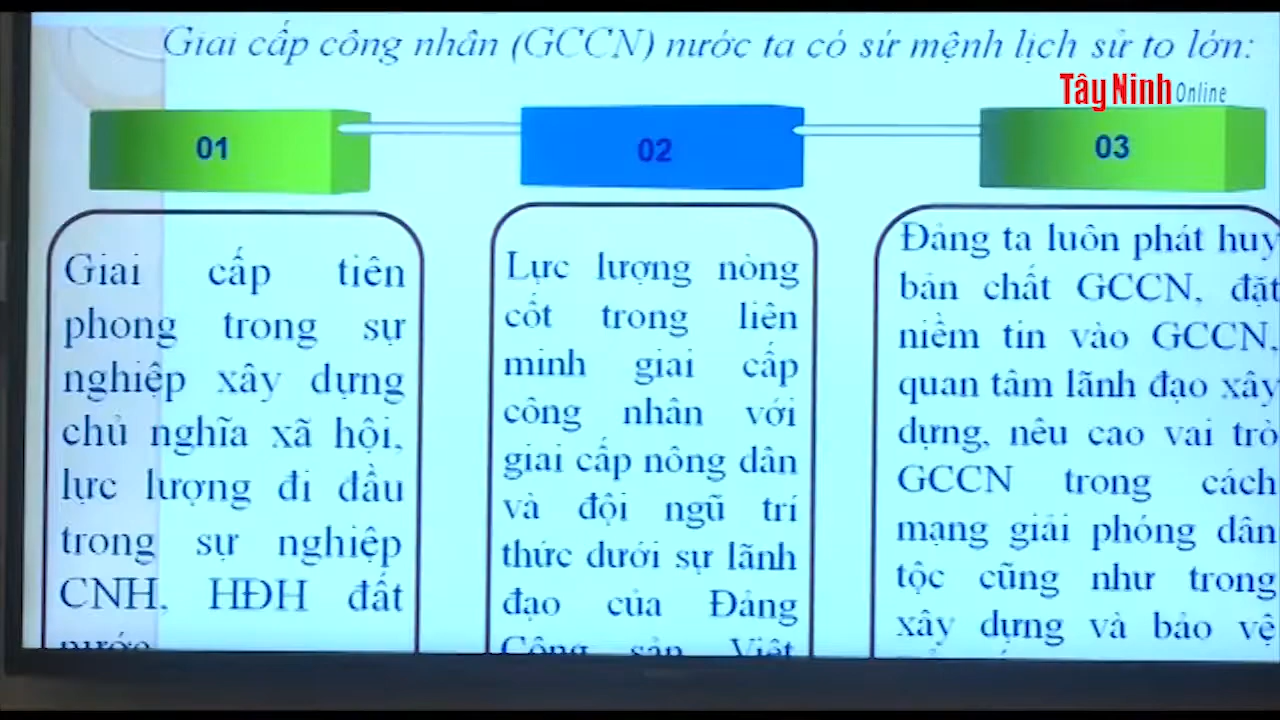 Giai cấp công nhân (GCCN) nước ta có sứ mệnh lịch sử to lớn:
Tây Ninh Online
01
Giai cấp tiên
phong trong sự
nghiệp xây dựng
chủ nghĩa xã hội,
lực lượng đi đầu
trong sự nghiệp
CNH, HĐH đất
nước
02
Lực lượng nòng
cốt trong liên
minh giai cấp
công nhân với
giai cấp nông dân
và đội ngũ trí
thức dưới sự lãnh
đạo của Đảng
Cộng sản Việt
03
Đảng ta luôn phát huy
bản chất GCCN, đặt
niềm tin vào GCCN,
quan tâm lãnh đạo xây
dựng, nêu cao vai trò
GCCN trong cách
mạng giải phóng dân
tộc cũng như trong
xây dựng và bảo vệ